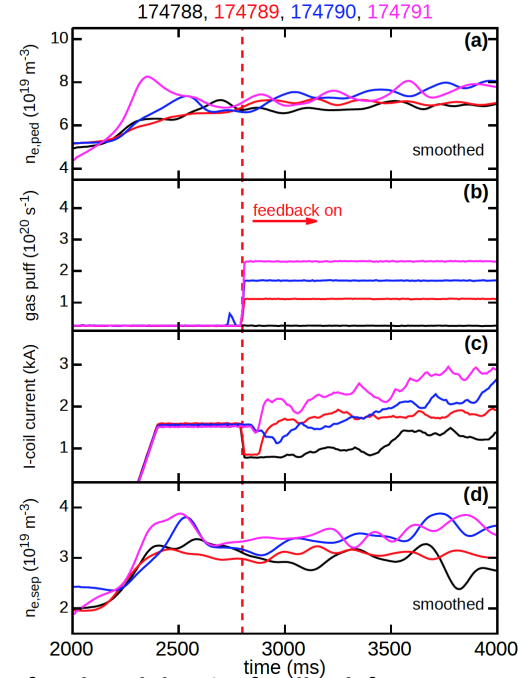 174788, 174789, 174790, 174791
(a)
10
8
6
4
n e,ped (10^19 m^-3)
smoothed
(b)
4
3
2
1
gas puff (10^20 s^-1)
feedback on
(c)
3
2
1
I-coil current (kA)
(d)
4
3
2
n e,sep (10^19 m^-3)
smoothed
2000 2500 3000 3500 4000
time (ms)